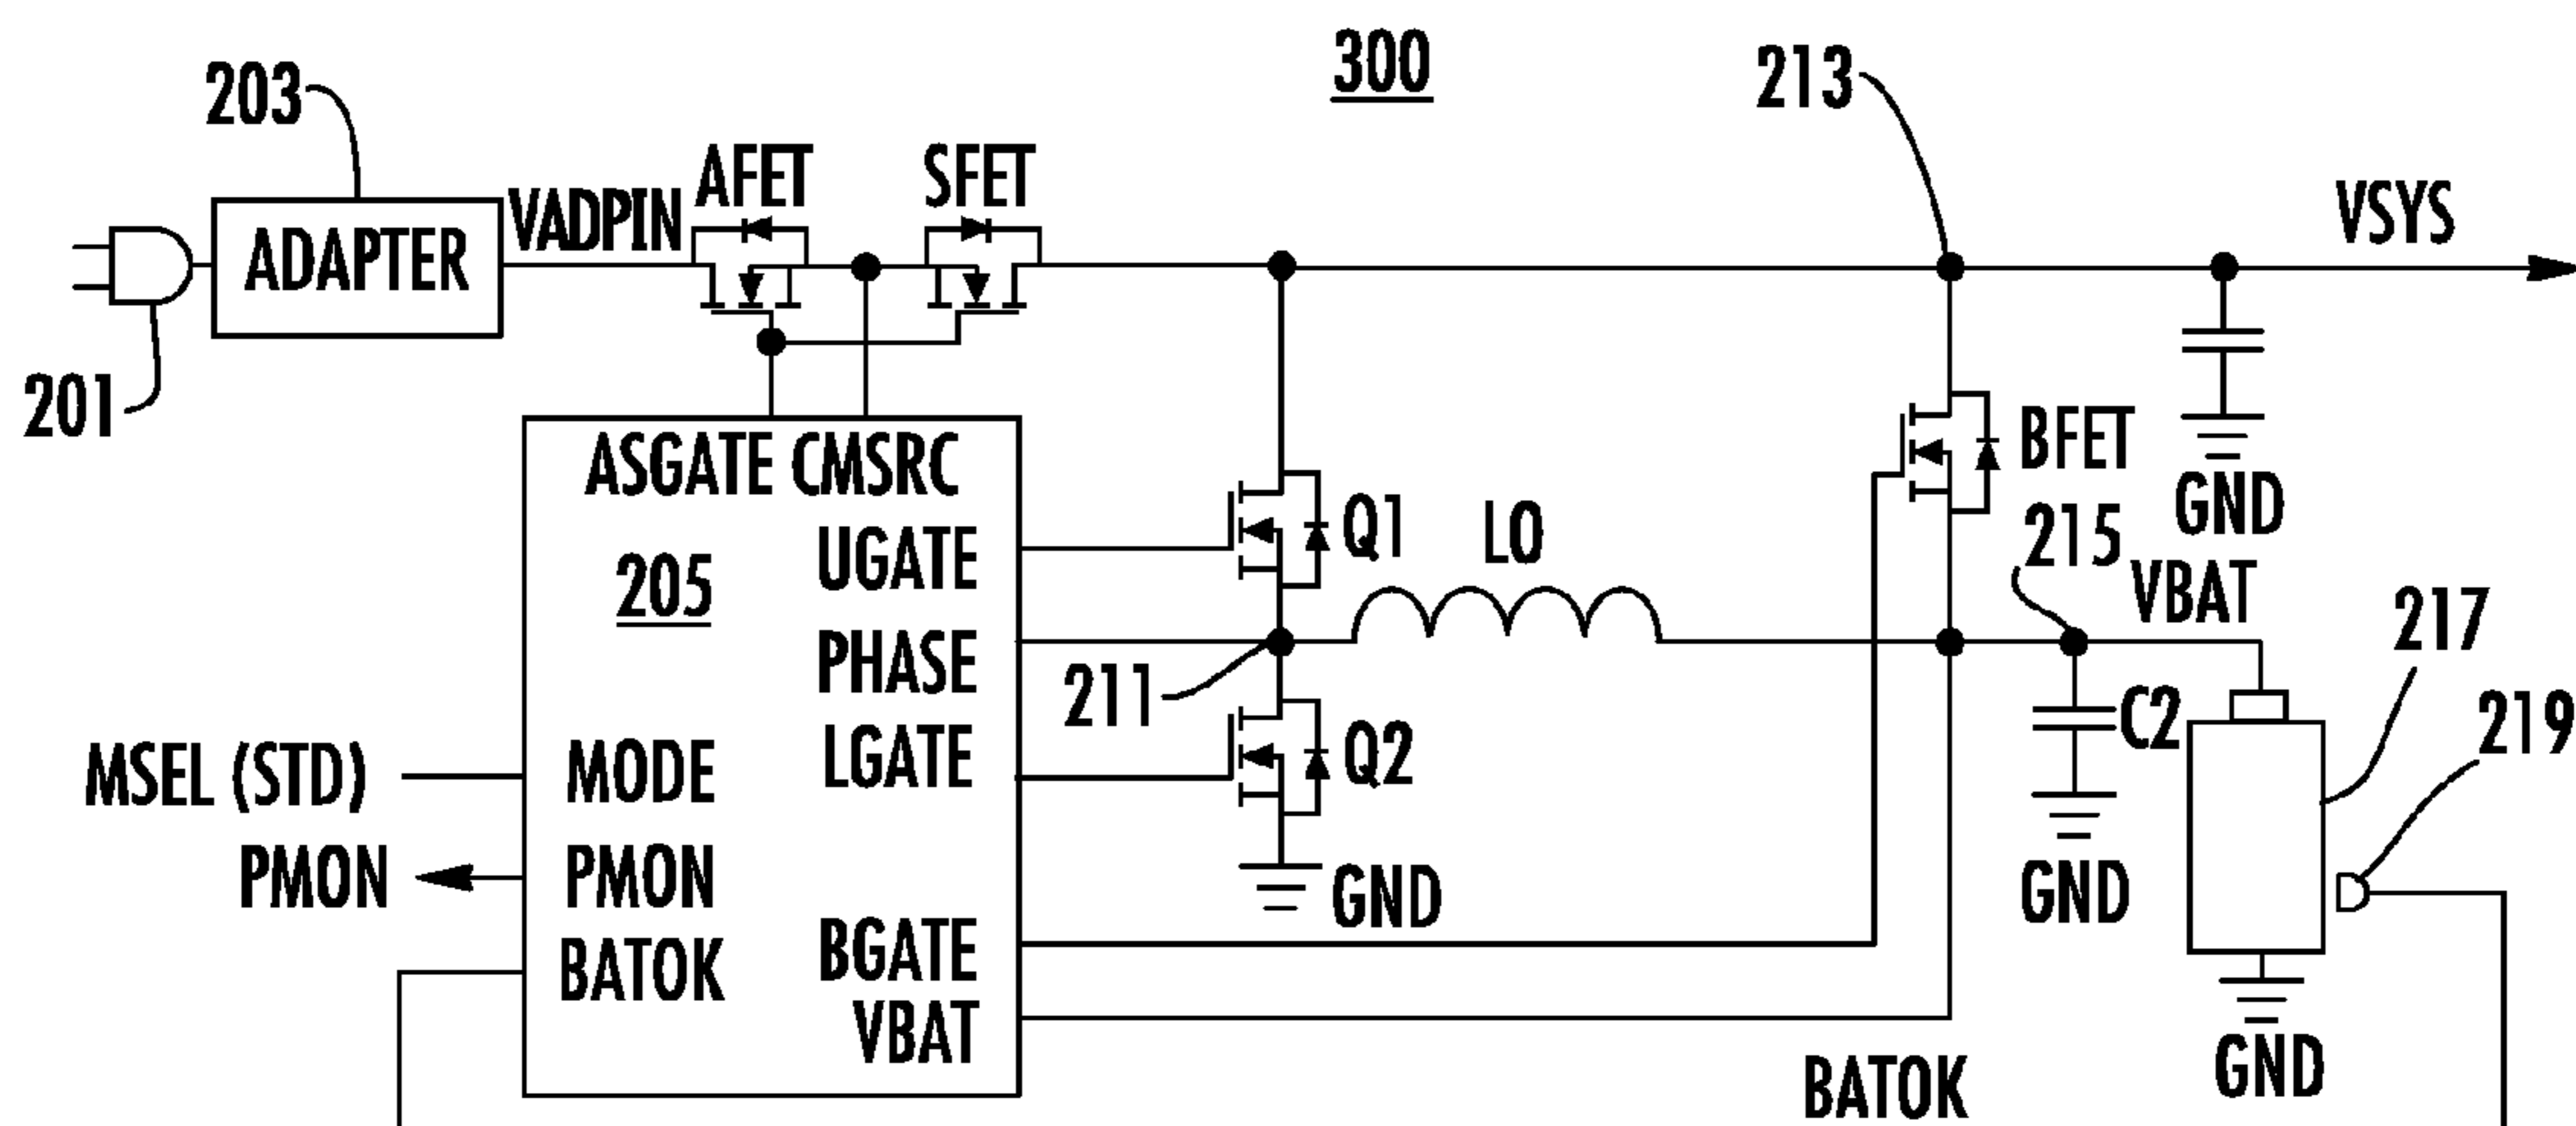 300
213
203
AFET
SFET
VADPIN
VSYS
ADAPTER
201
BFET
ASGATE CMSRC
GND
215
Q1
LO
UGATE
205
VBAT
217
PHASE
211
219
C2
Q2
LGATE
MSEL (STD)
MODE
PMON
PMON
GND
GND
BGATE
BATOK
VBAT
GND
BATOK